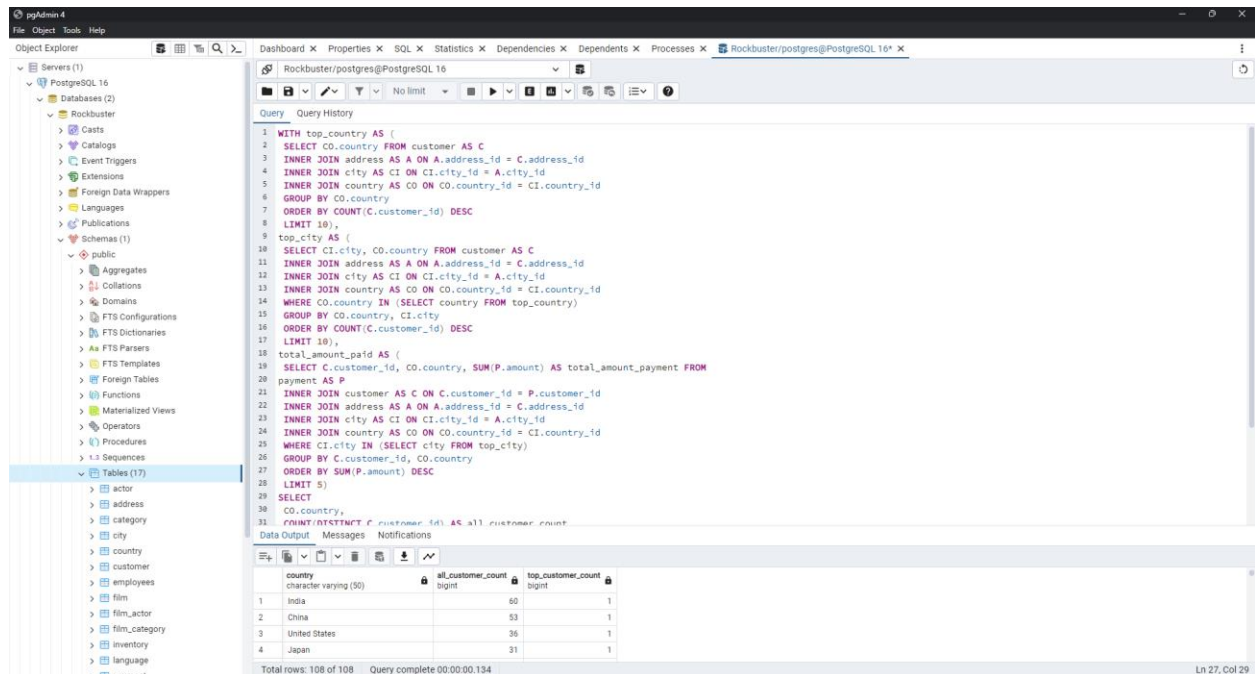 pgAdmin 4
File Object Tools Help
Object Explorer
Dashboard Properties SQL Statistics Dependencies Dependents Processes Rockbuster/postgres@PostgreSQL 16*
Servers (1)
PostgreSQL 16
Databases (2)
Rockbuster
Casts
Catalogs
Event Triggers
Extensions
Foreign Data Wrappers
Languages
Publications
Schemas (1)
public
Aggregates
Collations
Domains
FTS Configurations
FTS Dictionaries
Aa FTS Parsers
FTS Templates
Foreign Tables
Functions
Materialized Views
Operators
Procedures
1..3 Sequences
Tables (17)
actor
address
category
city
country
customer
employees
film
film_actor
film_category
inventory
language
Rockbuster/postgres@PostgreSQL 16
No limit
Query Query History
1 WITH top_country AS (
2 SELECT CO.country FROM customer AS C
3 INNER JOIN address AS A ON A.address_id = C.address_id
4 INNER JOIN city AS CI ON CI.city_id = A.city_id
5 INNER JOIN country AS CO ON CO.country_id = CI.country_id
6 GROUP BY CO.country
7 ORDER BY COUNT(C.customer_id) DESC
8 LIMIT 10),
9 top_city AS (
10 SELECT CI.city, CO.country FROM customer AS C
11 INNER JOIN address AS A ON A.address_id = C.address_id
12 INNER JOIN city AS CI ON CI.city_id = A.city_id
13 INNER JOIN country AS CO ON CO.country_id = CI.country_id
14 WHERE CO.country IN (SELECT country FROM top_country)
15 GROUP BY CO.country, CI.city
16 ORDER BY COUNT(C.customer_id) DESC
17 LIMIT 10),
18 total_amount_paid AS (
19 SELECT C.customer_id, CO.country, SUM(P.amount) AS total_amount_payment FROM
20 payment AS P
21 INNER JOIN customer AS C ON C.customer_id = P.customer_id
22 INNER JOIN address AS A ON A.address_id = C.address_id
23 INNER JOIN city AS CI ON CI.city_id = A.city_id
24 INNER JOIN country AS CO ON CO.country_id = CI.country_id
25 WHERE CI.city IN (SELECT city FROM top_city)
26 GROUP BY C.customer_id, CO.country
27 ORDER BY SUM(P.amount) DESC
28 LIMIT 5)
29 SELECT
30 CO.country,
31 COUNT(DISTINCT C.customer_id) AS all_customer_count
Data Output Messages Notifications
country all_customer_count top_customer_count
character varying (50) bigint bigint
1 India 60 1
2 China 53 1
3 United States 36 1
4 Japan 31 1
Total rows: 108 of 108 Query complete 00:00:00.134 Ln 27, Col 29